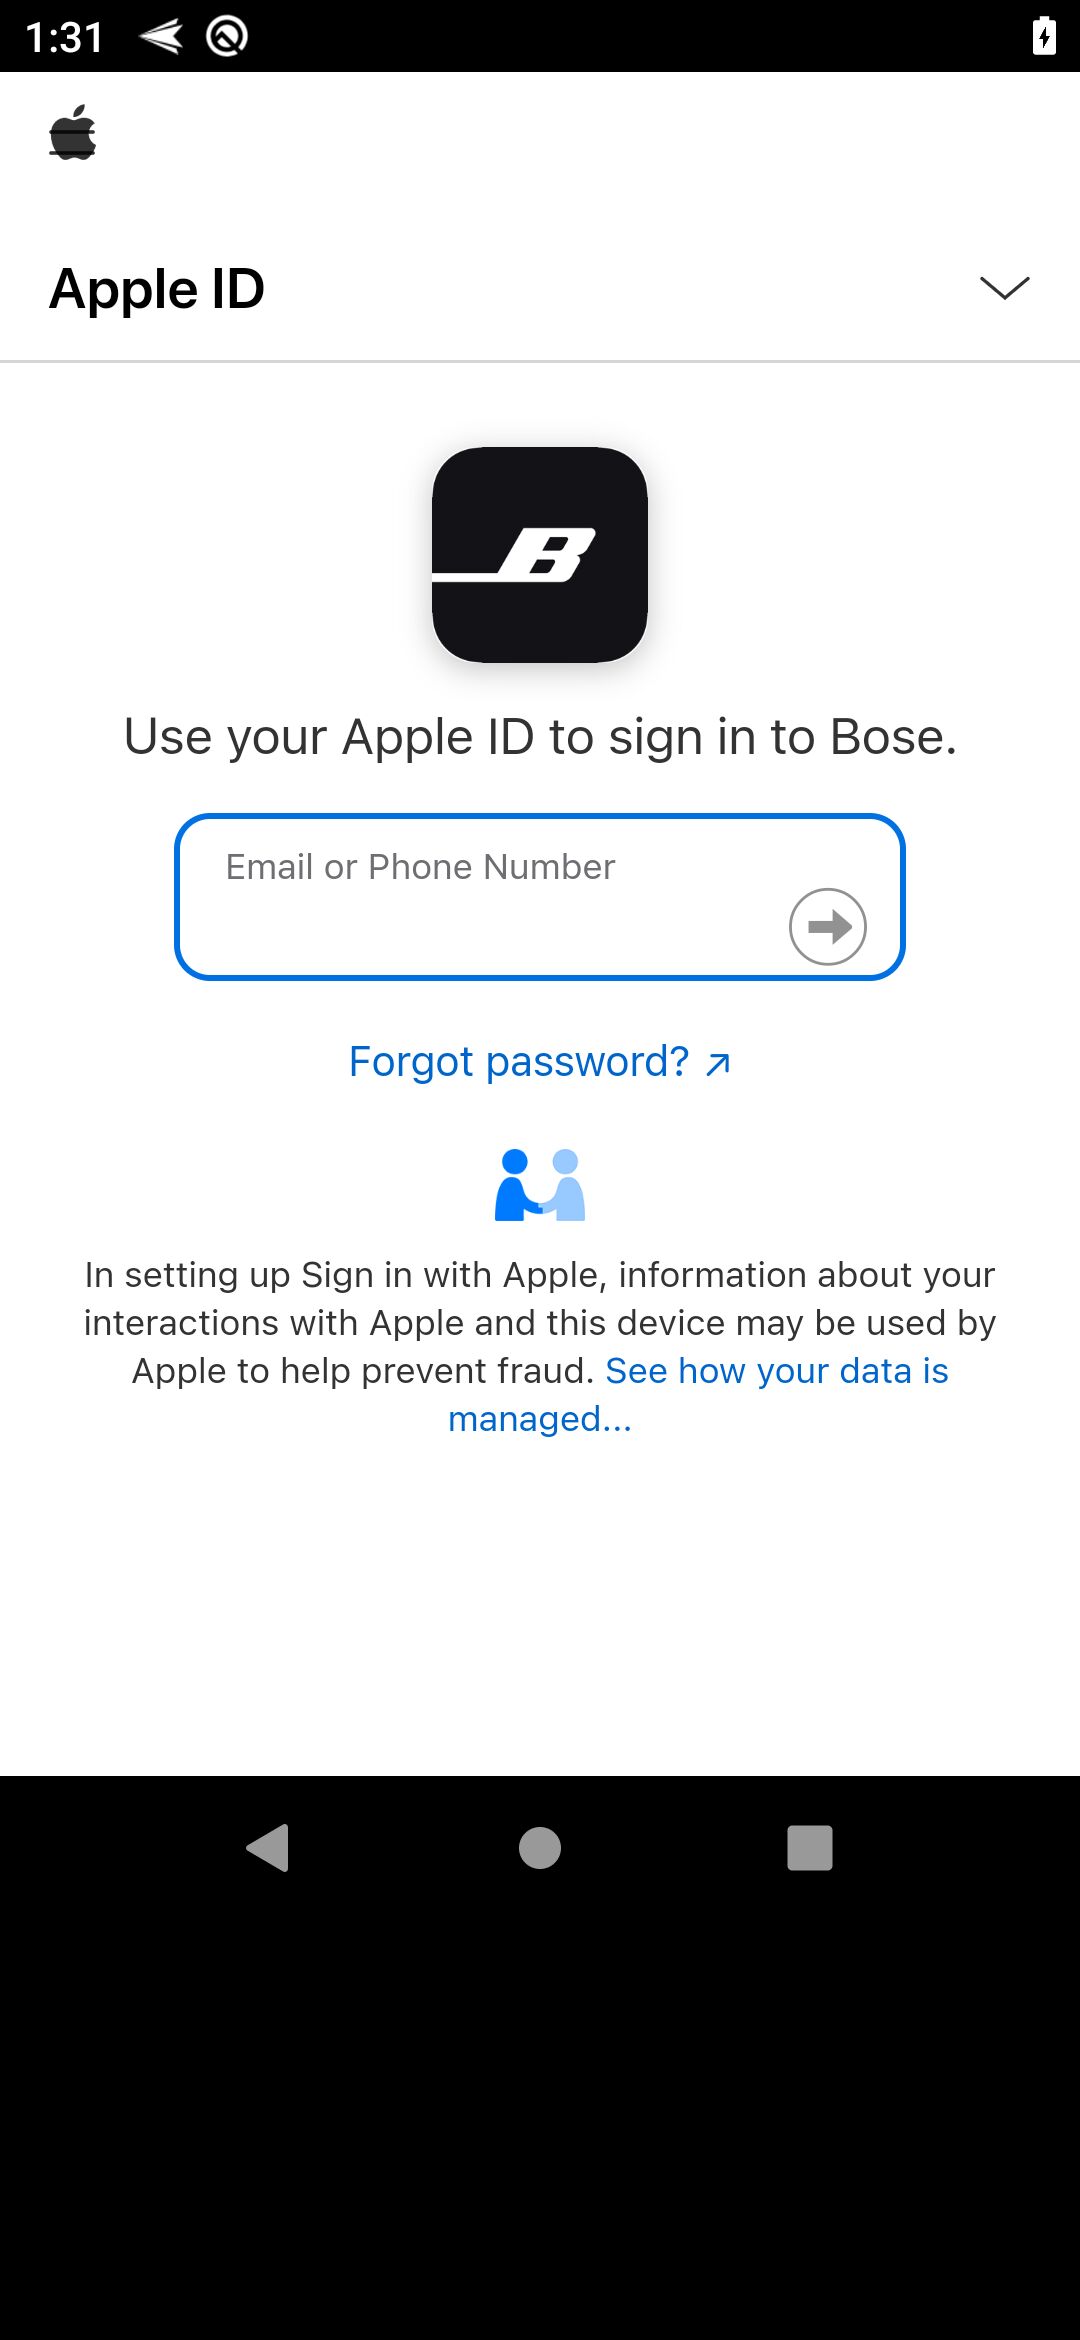 1:31
Apple ID
B
Use your Apple ID to sign in to Bose.
Email or Phone Number
Forgot password? ↗
In setting up Sign in with Apple, information about your
interactions with Apple and this device may be used by
Apple to help prevent fraud. See how your data is
managed...